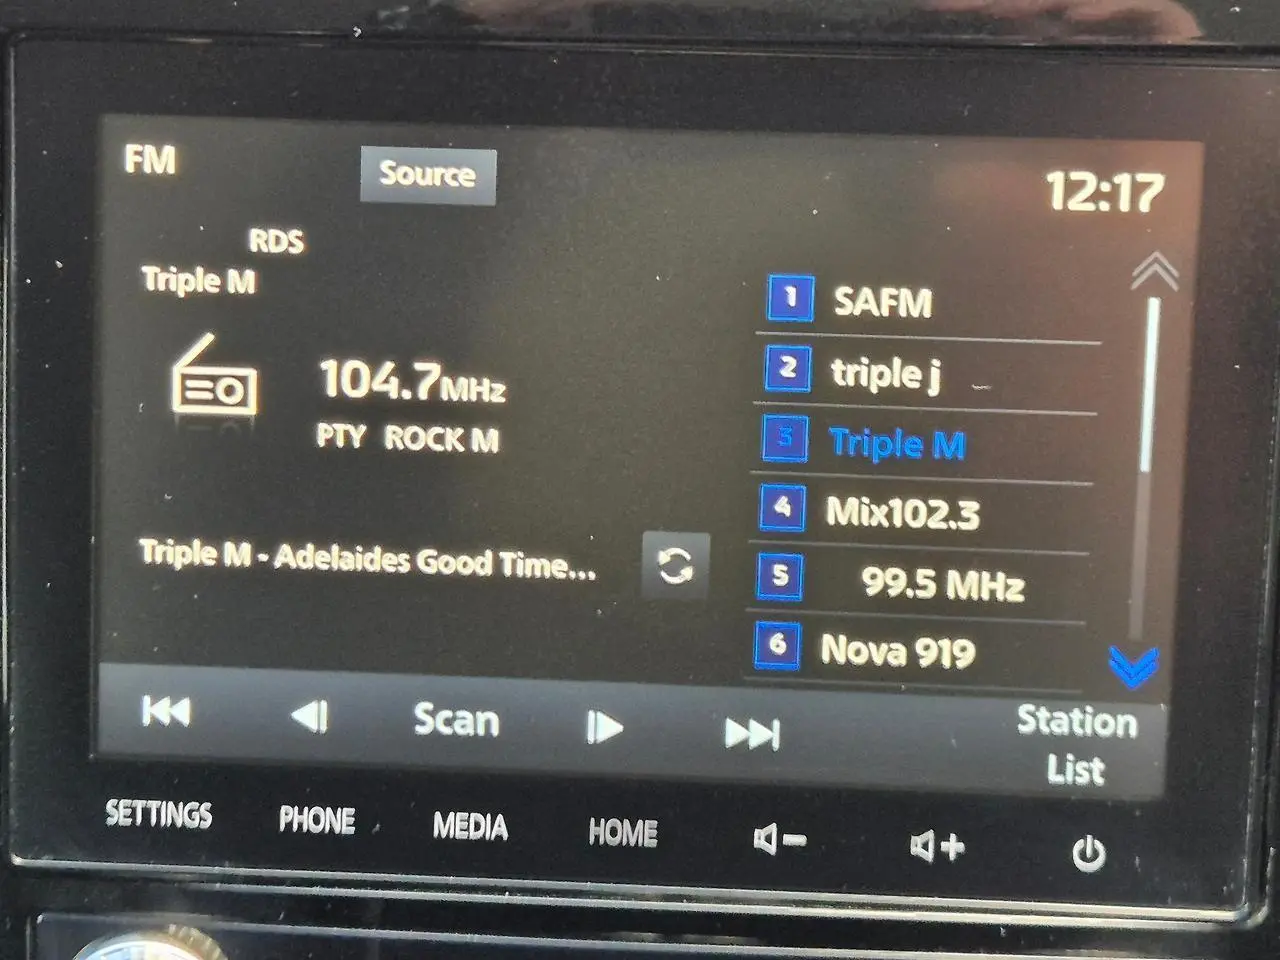 FM
Source
12:17
RDS
Triple M
104.7MHz
PTY ROCK M
Triple M - Adelaides Good Time...
1 SAFM
2 triple j
3 Triple M
4 Mix102.3
5 99.5 MHz
6 Nova 919
Scan
Station
List
SETTINGS
PHONE
MEDIA
HOME